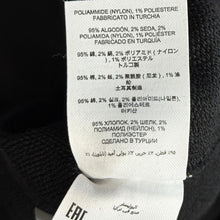 POLIAMMIDE (NYLON), 1% POLIESTERE
FABBRICATO IN TURCHIA
95% ALGODÓN, 2% SEDA, 2%
POLIAMIDA (NYLON), 1% POLIÉSTER
FABRICADO EN TURQUÍA
95% 綿, 2% 絹, 2% ポリアミド (ナイロン
), 1% ポリエステル
トルコ製
95% 棉, 2% 丝, 2% 聚酰胺 (尼龙) , 1%
土耳其制造
95% 면, 2% 실크, 2% 폴리아미드(나일론),
1% 폴리에스테르
95% ХЛОПОК, 2% ШЕЛК, 2%
ПОЛИАМИД (НЕЙЛОН), 1% ПОЛИЭСТЕР
EAC